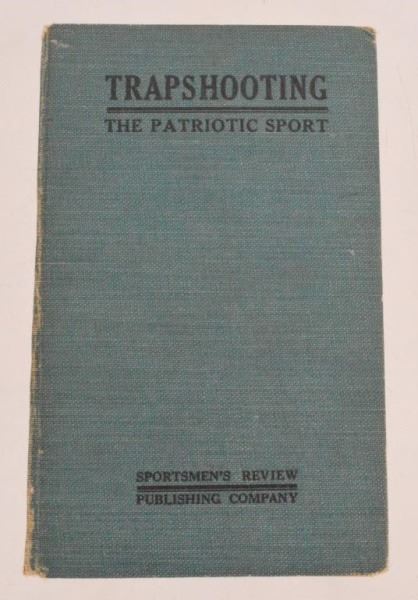 TRAPSHOOTING
THE PATRIOTIC SPORT
SPORTSMEN'S REVIEW
PUBLISHING COMPANY